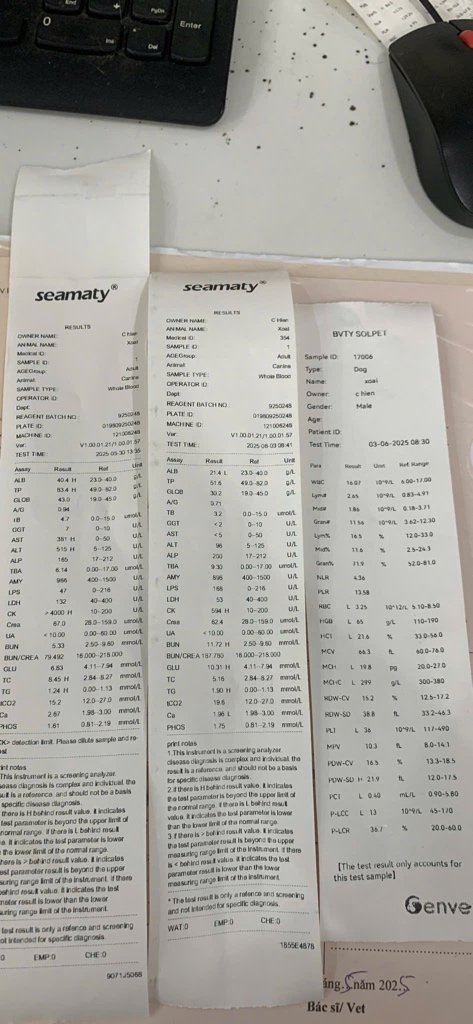 0
End
PgDn
Enter
Ins
Del
seamaty®
RESULTS
OWNER NAME: C Hien
ANIMAL NAME: Xoai
Medical ID:
SAMPLE ID: 1
AGEGroup: Adult
Animal: Canine
SAMPLE TYPE: Whole Blood
OPERATOR ID:
Dept:
REAGENT BATCH NO: 9250248
PLATE ID: 019809250248
MACHINE ID: 121008248
Ver: V1.00.01.21/1.00.01.57
TEST TIME: 2025 05 30 13
Assay Result Ref Unit
ALB 40.4 H 23.0-40.0 g/L
TP 83.4 H 49.0-82.0 g/L
GLOB 43.0 19.0-45.0 g/L
A/G 0.94
TB 4.7 0.0-15.0 umol/L
GGT 7 0-10 U/L
AST 381 H 0-50 U/L
ALT 515 H 5-125 U/L
ALP 165 17-212 U/L
TBA 6.14 0.00-17.00 umol/L
AMY 966 400-1500 U/L
LPS 47 0-216 U/L
LDH 132 40-400 U/L
CK > 4000 H 10-200 U/L
Crea 67.0 28.0-159.0 umol/L
UA < 10.00 0.00-60.00 umol/L
BUN 5.33 2.50-9.60 mmol/L
BUN/CREA 79.492 16.000-218.000
GLU 6.83 4.11-7.94 mmol/L
TC 8.45 H 2.84-8.27 mmol/L
TG 1.24 H 0.00-1.13 mmol/L
tCO2 15.2 12.0-27.0 mmol/L
Ca 2.67 1.98-3.00 mmol/L
PHOS 1.61 0.81-2.19 mmol/L
CK> detection limit. Please dilute sample and re-
print notes
This instrument is a screening analyzer.
disease diagnosis is complex and individual. the
result is a reference and should not be a basis
specific disease diagnosis.
there is H behind result value. it indicates
test parameter is beyond the upper limit of
normal range. if there is L behind result
value. it indicates the test parameter is lower
the lower limit of the normal range.
there is > behind result value. it indicates
test parameter result is beyond the upper
measuring range limit of the instrument. if there
behind result value. it indicates the test
parameter result is lower than the lower
measuring range limit of the instrument.
test result is only a refence and screening
not intended for specific diagnosis.
0 EMP:0 CHE:0
9071J5068
seamaty®
RESULTS
OWNER NAME: C Hien
ANIMAL NAME: Xoai
Medical ID: 354
SAMPLE ID: 1
AGEGroup: Adult
Animal: Canine
SAMPLE TYPE: Whole Blood
OPERATOR ID:
Dept:
REAGENT BATCH NO: 9250248
PLATE ID: 019809250248
MACHINE ID: 121008248
Ver: V1.00.01.21/1.00.01.57
TEST TIME: 2025 06 03 08:41
Assay Result Ref Unit
ALB 21.4 L 23.0-40.0 g/L
TP 51.6 49.0-82.0 g/L
GLOB 30.2 19.0-45.0 g/L
A/G 0.71
TB 3.2 0.0-15.0 umol/L
GGT <2 0-10 U/L
AST <5 0-50 U/L
ALT 96 5-125 U/L
ALP 200 17-212 U/L
TBA 9.30 0.00-17.00 umol/L
AMY 896 400-1500 U/L
LPS 188 0-216 U/L
LDH 53 40-400 U/L
CK 594 H 10-200 U/L
Crea 62.4 28.0-159.0 umol/L
UA < 10.00 0.00-60.00 umol/L
BUN 11.72 H 2.50-9.60 mmol/L
BUN/CREA 187.780 16.000-218.000
GLU 10.31 H 4.11-7.94 mmol/L
TC 5.16 2.84-8.27 mmol/L
TG 1.90 H 0.00-1.13 mmol/L
tCO2 19.8 12.0-27.0 mmol/L
Ca 1.96 L 1.98-3.00 mmol/L
PHOS 1.75 0.81-2.19 mmol/L
print notes
1.This instrument is a screening analyzer.
disease diagnosis is complex and individual. the
result is a reference and should not be a basis
for specific disease diagnosis.
2.if there is H behind result value. it indicates
the test parameter is beyond the upper limit of
the normal range. if there is L behind result
value. it indicates the test parameter is lower
than the lower limit of the normal range.
3.if there is > behind result value. it indicates
the test parameter result is beyond the upper
measuring range limit of the instrument. if there
is < behind result value. it indicates the test
parameter result is lower than the lower
measuring range limit of the instrument.
* The test result is only a refence and screening
and not intended for specific diagnosis.
WAT:0 EMP:0 CHE:0
1655E4878
BVTY SOLPET
Sample ID: 17006
Type: Dog
Name: xoai
Owner: c hien
Gender: Male
Age:
Patient ID:
Test Time: 03-06-2025 08:30
Para Result Unit Ref. Range
WBC 16.07 10^9/L 6.00-17.00
Lym# 2.65 10^9/L 0.83-4.91
Mid# 1.86 10^9/L 0.18-3.71
Gran# 11.56 10^9/L 3.62-12.30
Lym% 16.5 % 12.0-33.0
Mid% 11.6 % 2.5-24.3
Gran% 71.9 % 52.0-81.0
NLR 4.36
PLR 13.58
RBC L 3.25 10^12/L 5.10-8.50
HGB L 65 g/L 110-190
HCT L 21.6 % 33.0-56.0
MCV 66.3 fL 60.0-76.0
MCH L 19.8 pg 20.0-27.0
MCHC L 299 g/L 300-380
RDW-CV 15.2 % 12.5-17.2
RDW-SD 38.8 fL 33.2-46.3
PLT L 36 10^9/L 117-490
MPV 10.3 fL 8.0-14.1
PDW-CV 16.5 % 13.3-18.5
PDW-SD H 21.9 fL 12.0-17.5
PCT L 0.40 mL/L 0.90-5.80
P-LCC L 13 10^9/L 45-170
P-LCR 36.7 % 20.0-60.0
[The test result only accounts for
this test sample]
Genve
áng.5 năm 2025
Bác sĩ/ Vet